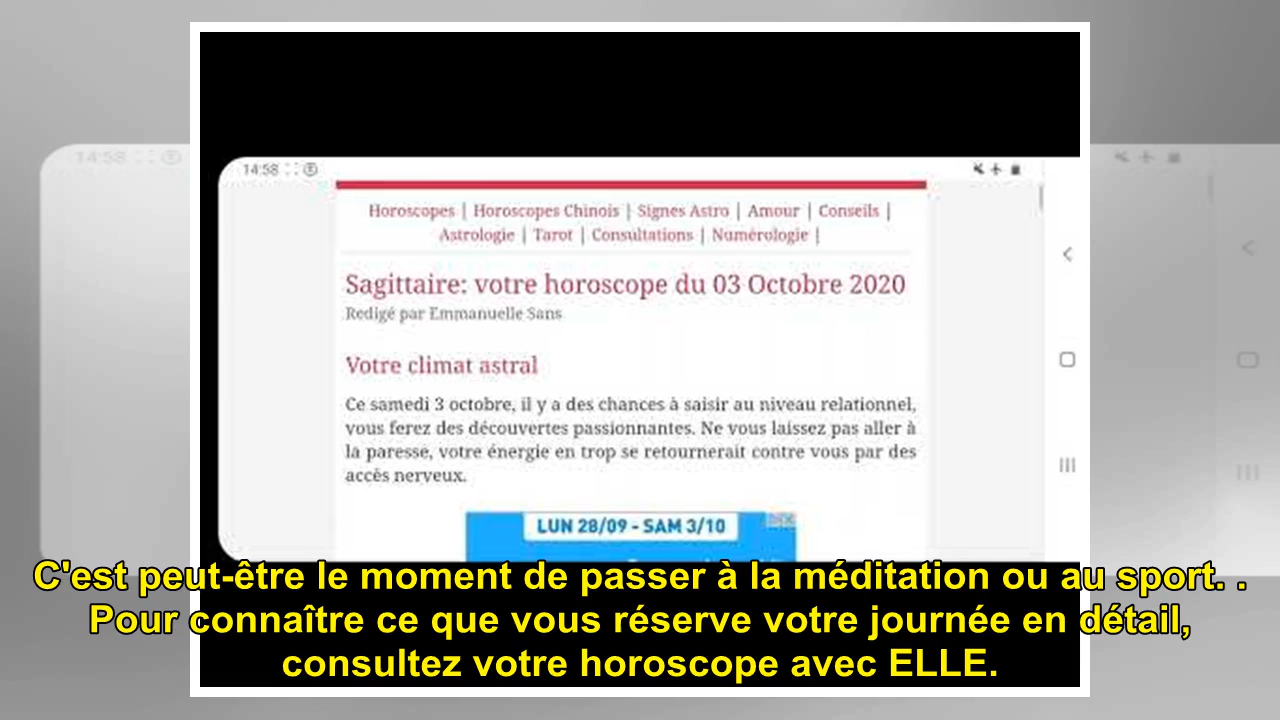 14:58
Horoscopes | Horoscopes Chinois | Signes Astro | Amour | Conseils |
Astrologie | Tarot | Consultations | Numérologie |
Sagittaire: votre horoscope du 03 Octobre 2020
Redigé par Emmanuelle Sans
Votre climat astral
Ce samedi 3 octobre, il y a des chances à saisir au niveau relationnel,
vous ferez des découvertes passionnantes. Ne vous laissez pas aller à
la paresse, votre énergie en trop se retournerait contre vous par des
accès nerveux.
LUN 28/09 - SAM 3/10
C'est peut-être le moment de passer à la méditation ou au sport. .
Pour connaître ce que vous réserve votre journée en détail,
consultez votre horoscope avec ELLE.